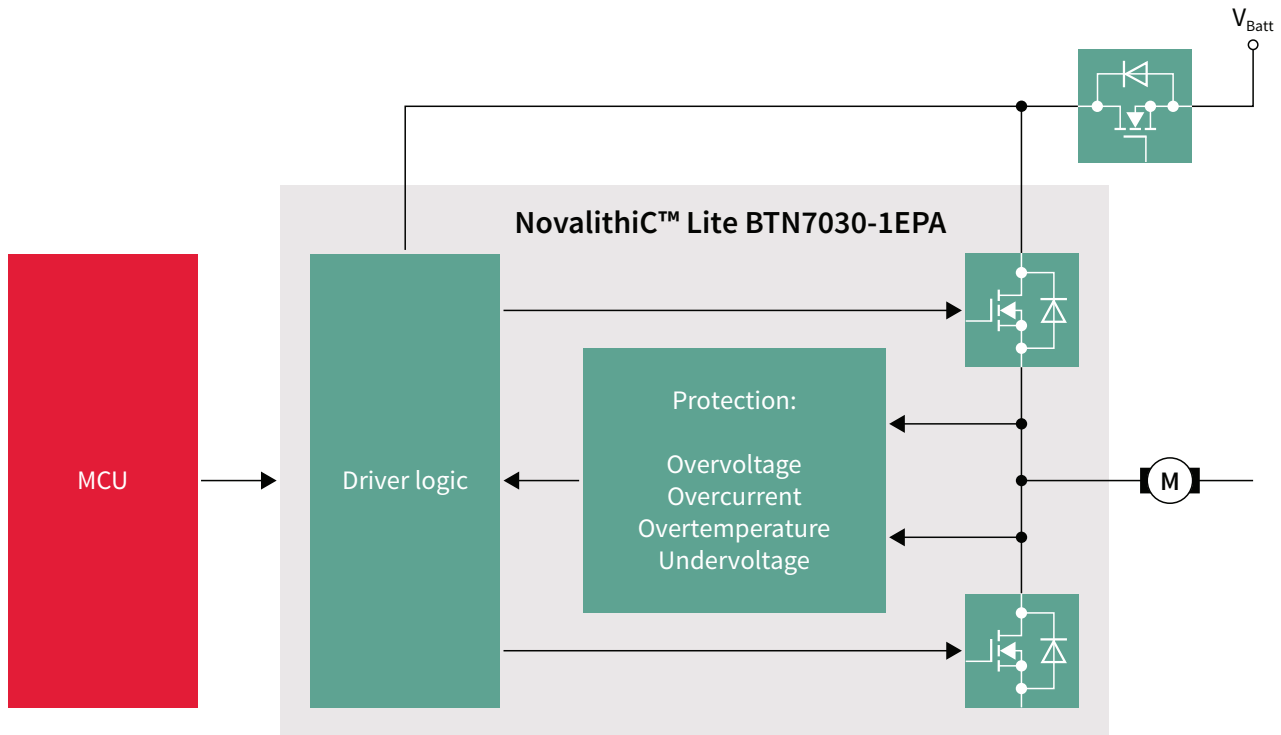 V_Batt
NovalithiC™ Lite BTN7030-1EPA
MCU
Driver logic
Protection:
Overvoltage
Overcurrent
Overtemperature
Undervoltage
M